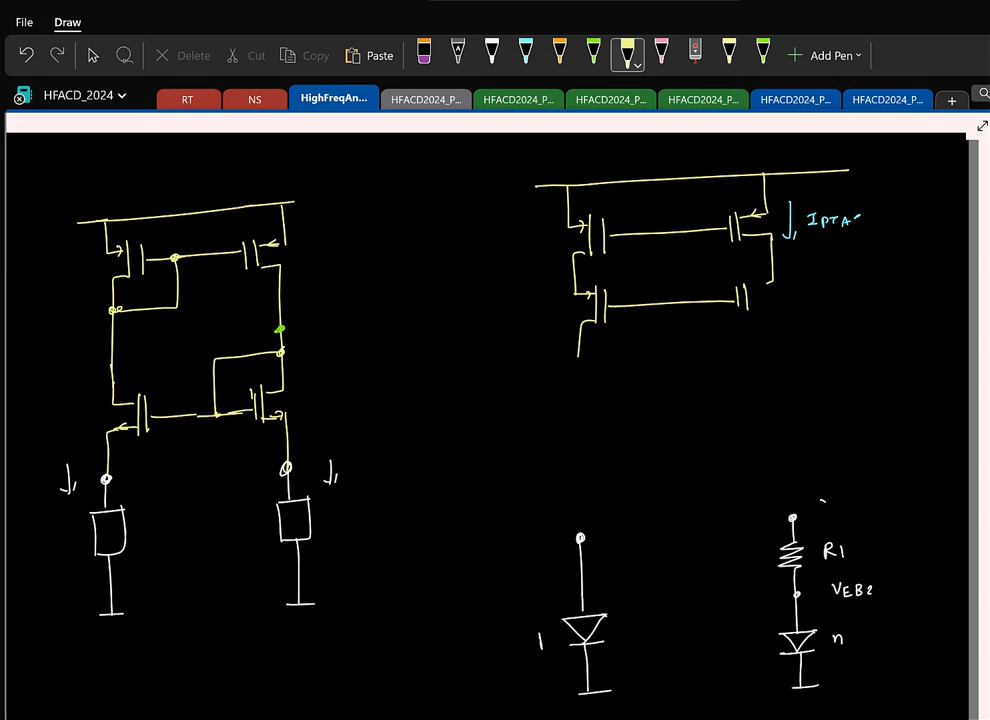 File Draw
Delete Cut Copy Paste Add Pen
HFACD_2024 RT NS HighFreqAn... HFACD2024_P... HFACD2024_P... HFACD2024_P... HFACD2024_P... HFACD2024_P... HFACD2024_P...
IPTA
R1
VEB2
1
n